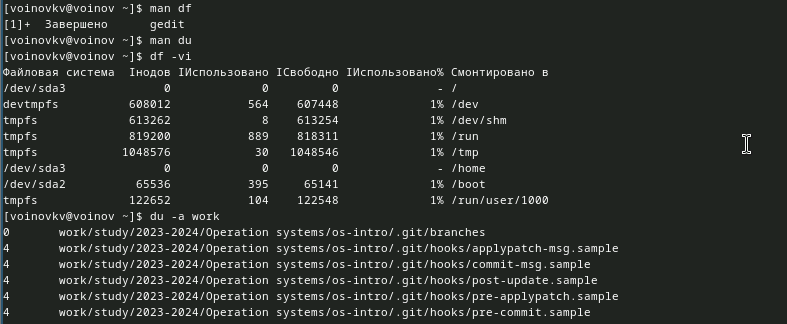 [voinovkv@voinov ~]$ man df
[1]+  Завершено      gedit
[voinovkv@voinov ~]$ man du
[voinovkv@voinov ~]$ df -vi
Файловая система  Iнодов IИспользовано IСвободно IИспользовано% Смонтировано в
/dev/sda3              0             0         0              - /
devtmpfs          608012           564    607448             1% /dev
tmpfs             613262             8    613254             1% /dev/shm
tmpfs             819200           889    818311             1% /run
tmpfs            1048576            30   1048546             1% /tmp
/dev/sda3              0             0         0              - /home
/dev/sda2          65536           395     65141             1% /boot
tmpfs             122652           104    122548             1% /run/user/1000
[voinovkv@voinov ~]$ du -a work
0       work/study/2023-2024/Operation systems/os-intro/.git/branches
4       work/study/2023-2024/Operation systems/os-intro/.git/hooks/applypatch-msg.sample
4       work/study/2023-2024/Operation systems/os-intro/.git/hooks/commit-msg.sample
4       work/study/2023-2024/Operation systems/os-intro/.git/hooks/post-update.sample
4       work/study/2023-2024/Operation systems/os-intro/.git/hooks/pre-applypatch.sample
4       work/study/2023-2024/Operation systems/os-intro/.git/hooks/pre-commit.sample